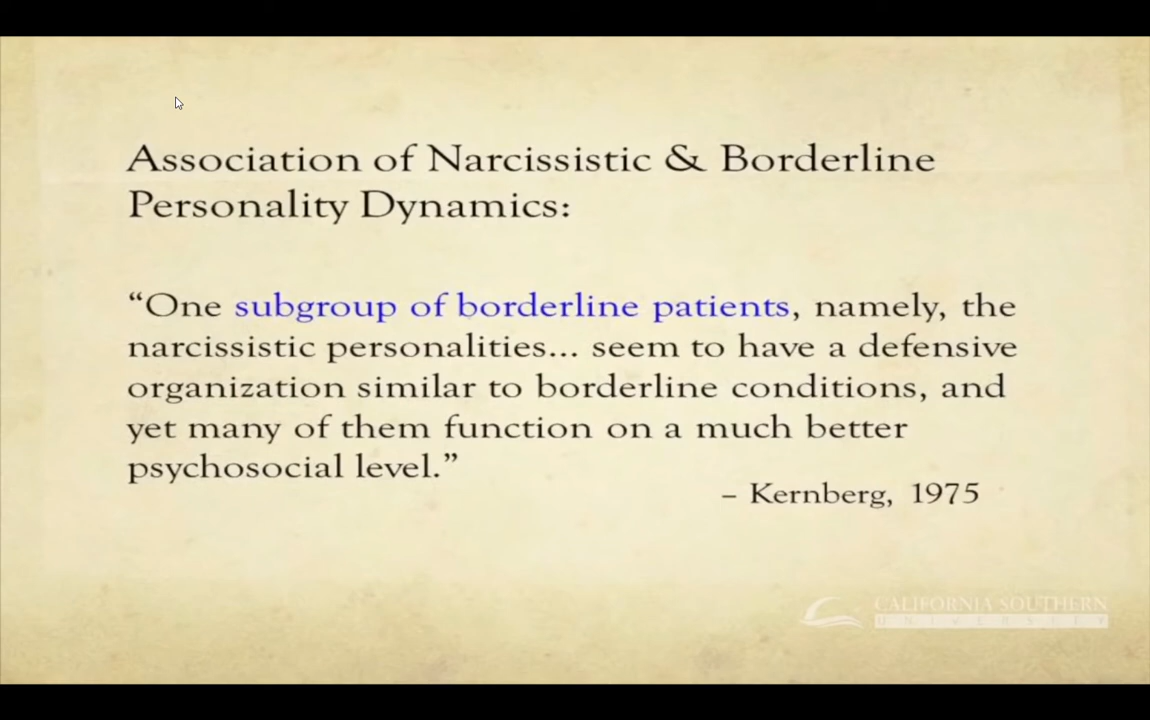 Association of Narcissistic & Borderline
Personality Dynamics:
“One subgroup of borderline patients, namely, the
narcissistic personalities... seem to have a defensive
organization similar to borderline conditions, and
yet many of them function on a much better
psychosocial level.”
– Kernberg, 1975
CALIFORNIA SOUTHERN
UNIVERSITY